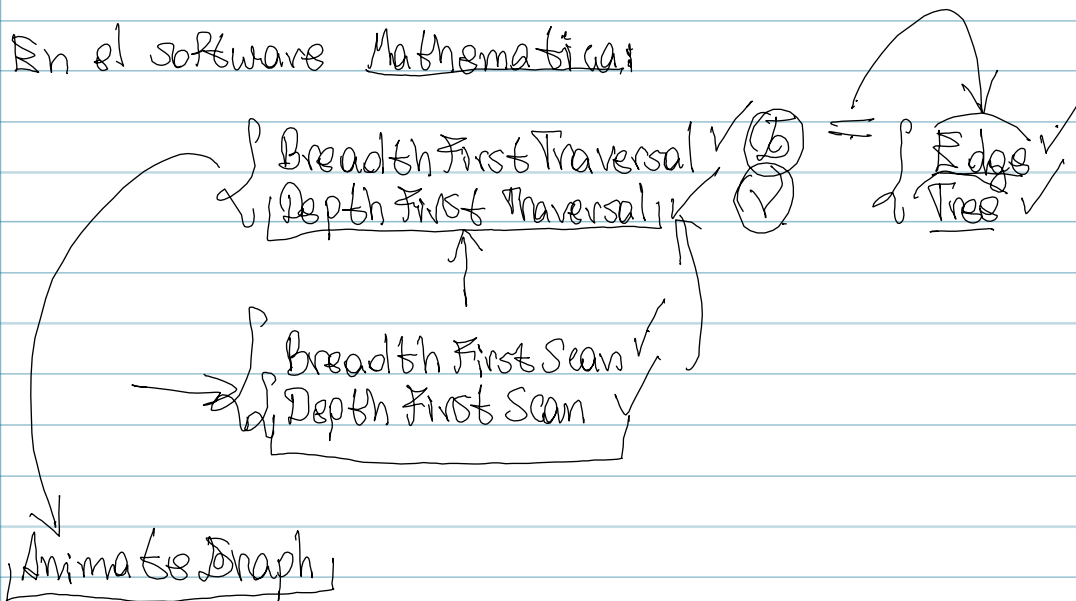 En el software Mathematica:
BreadthFirstTraversal ✓ G = { Edge ✓
DepthFirstTraversal ✓ V Tree ✓
BreadthFirstScan ✓
DepthFirstScan ✓
AnimateGraph